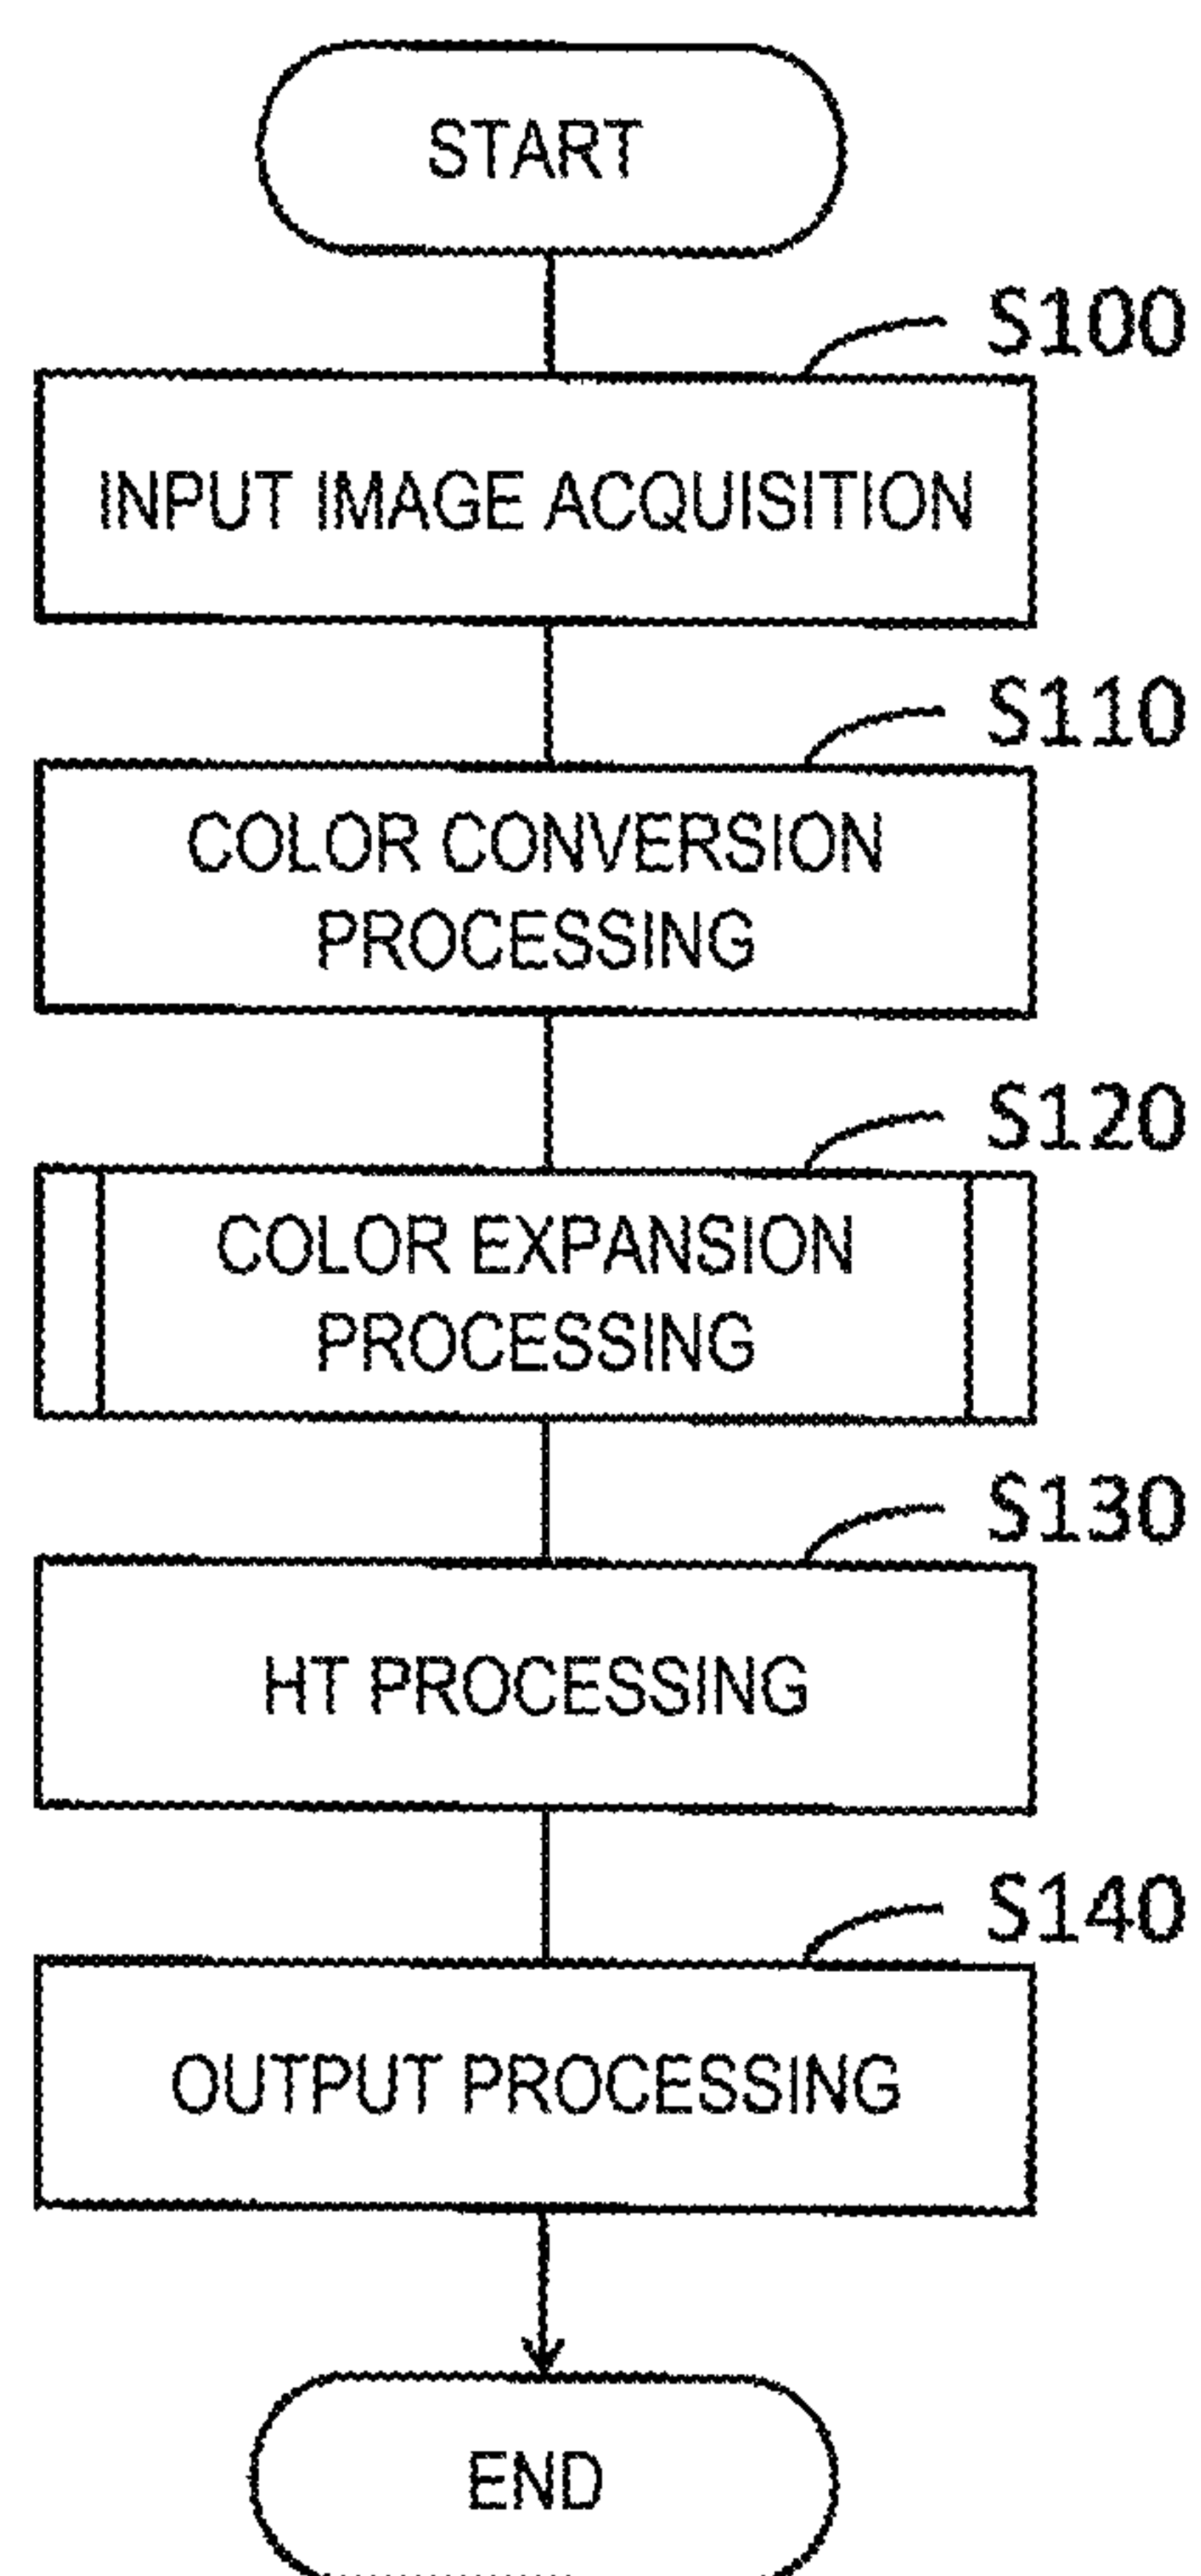 START
S100
INPUT IMAGE ACQUISITION
S110
COLOR CONVERSION
PROCESSING
S120
COLOR EXPANSION
PROCESSING
S130
HT PROCESSING
S140
OUTPUT PROCESSING
END